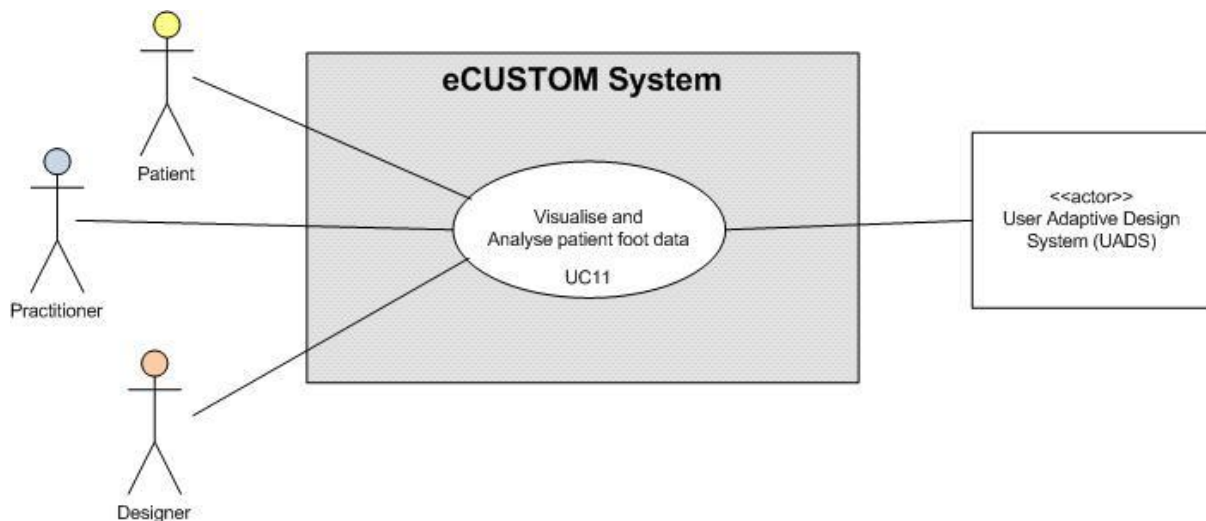 eCUSTOM System
Patient
Practitioner
Designer
Visualise and
Analyse patient foot data
UC11
<<actor>>
User Adaptive Design
System (UADS)